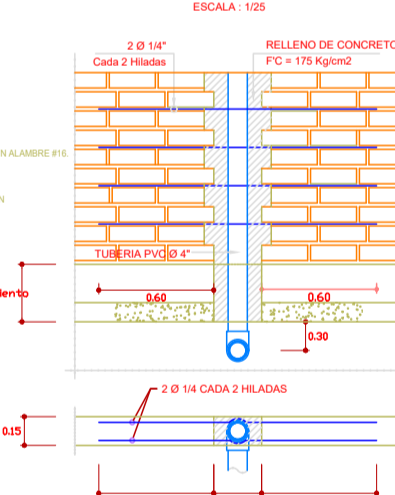 ESCALA : 1/25
2 Ø 1/4"
Cada 2 Hiladas
RELLENO DE CONCRETO
F'C = 175 Kg/cm2
N ALAMBRE #16.
N
TUBERIA PVC Ø 4"
iento
0.60
0.60
0.30
2 Ø 1/4 CADA 2 HILADAS
0.15